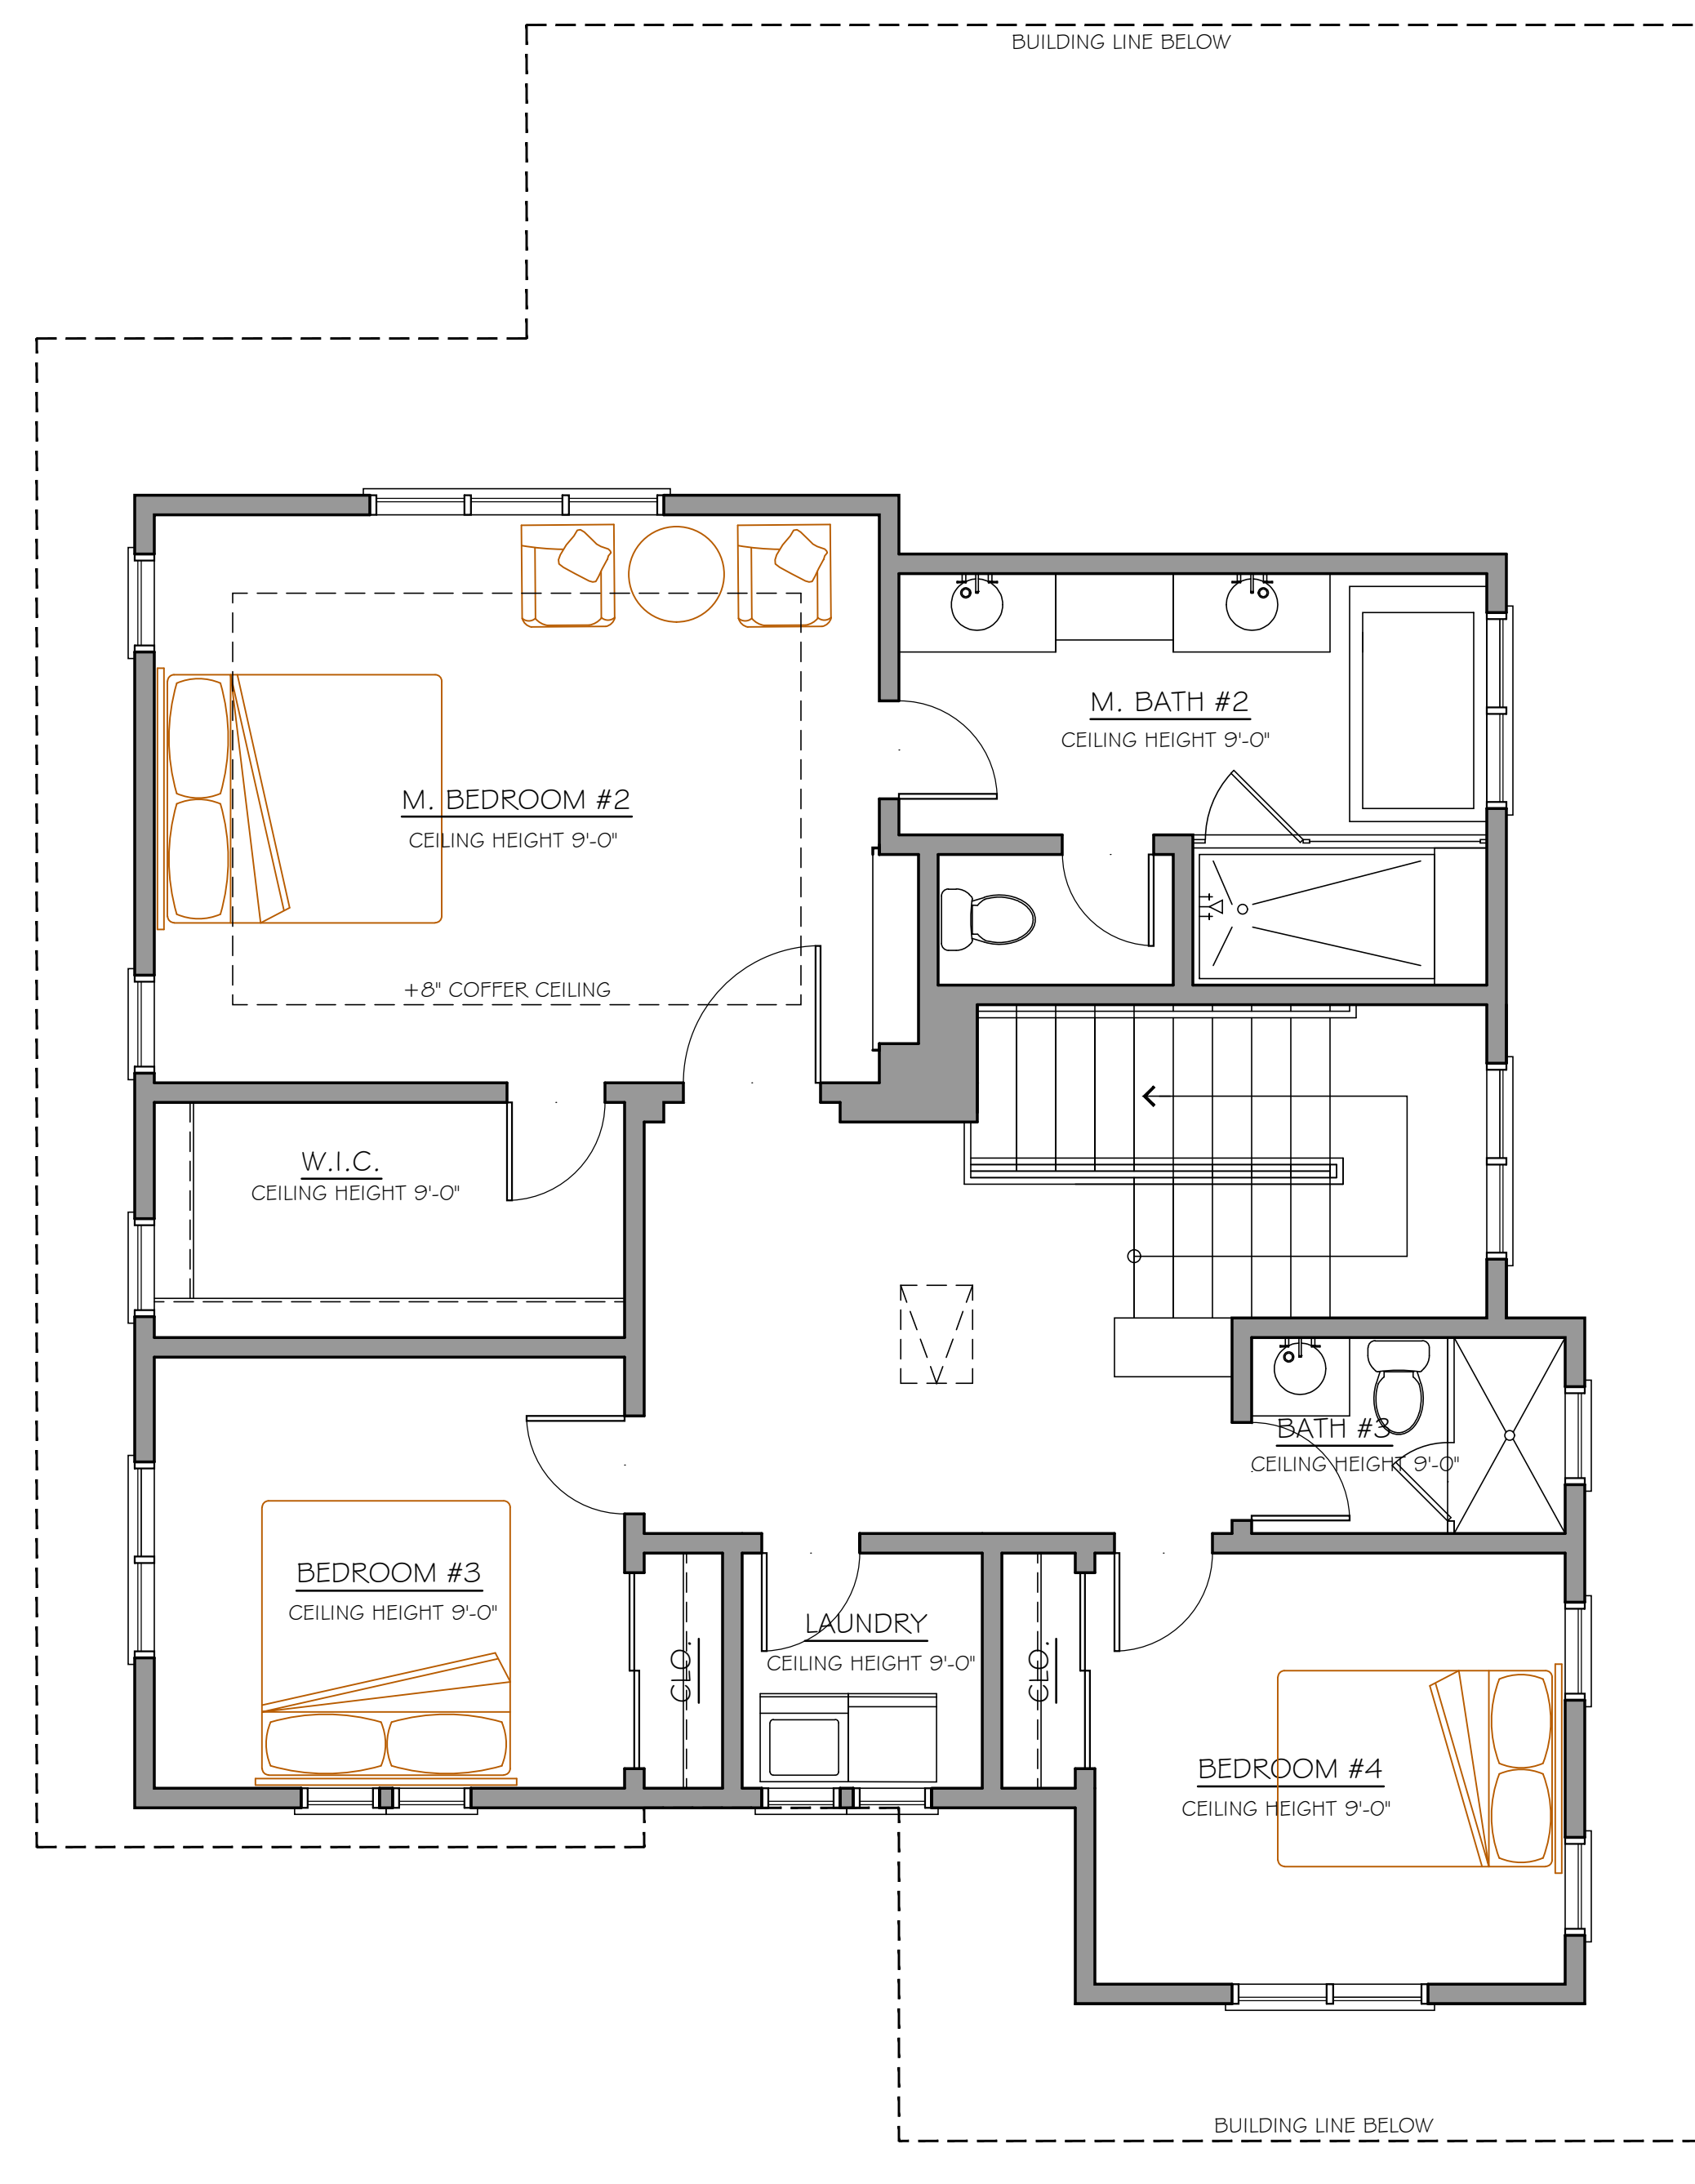 BUILDING LINE BELOW
M. BATH #2
CEILING HEIGHT 9'-0"
M. BEDROOM #2
CEILING HEIGHT 9'-0"
+8" COFFER CEILING
W.I.C.
CEILING HEIGHT 9'-0"
BATH #3
CEILING HEIGHT 9'-0"
BEDROOM #3
CEILING HEIGHT 9'-0"
CLO.
LAUNDRY
CEILING HEIGHT 9'-0"
CLO.
BEDROOM #4
CEILING HEIGHT 9'-0"
BUILDING LINE BELOW